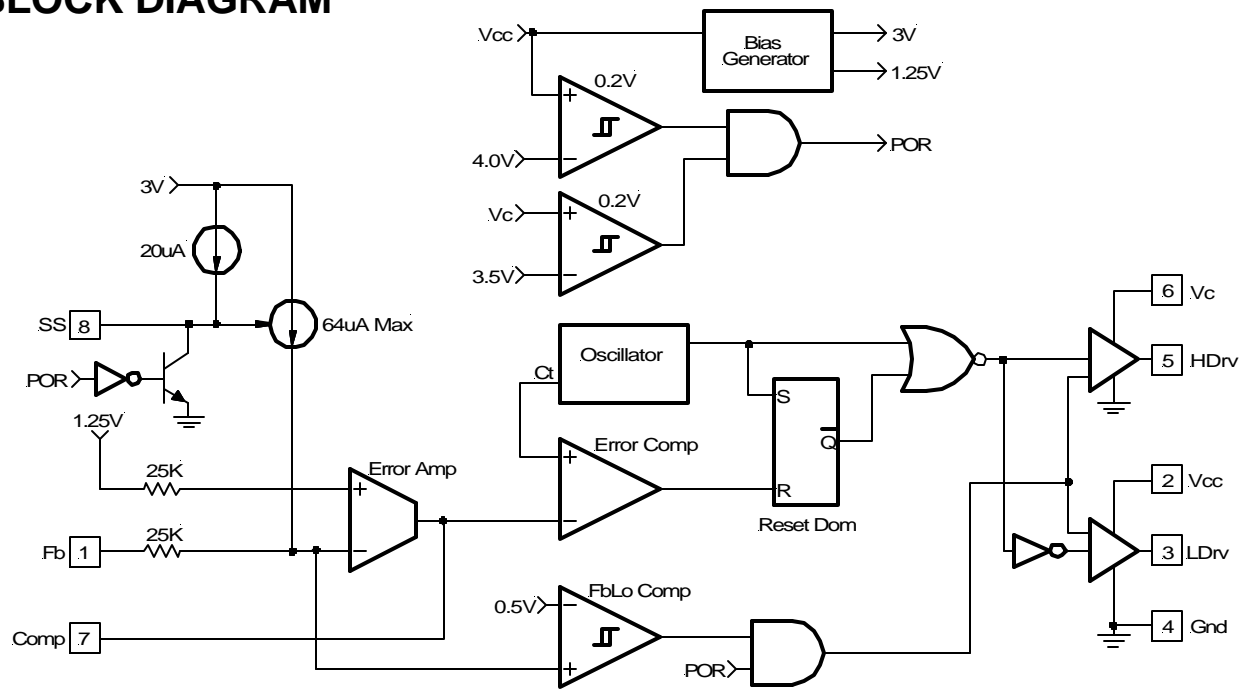 BLOCK DIAGRAM
Vcc
Bias
Generator
3V
1.25V
0.2V
4.0V
POR
3V
0.2V
Vc
20uA
3.5V
6 Vc
SS 8
64uA Max
Oscillator
5 HDrv
Ct
POR
S
1.25V
Error Comp
Q
Error Amp
25K
R
2 Vcc
Reset Dom
25K
Fb 1
3 LDrv
FbLo Comp
0.5V
4 Gnd
Comp 7
POR